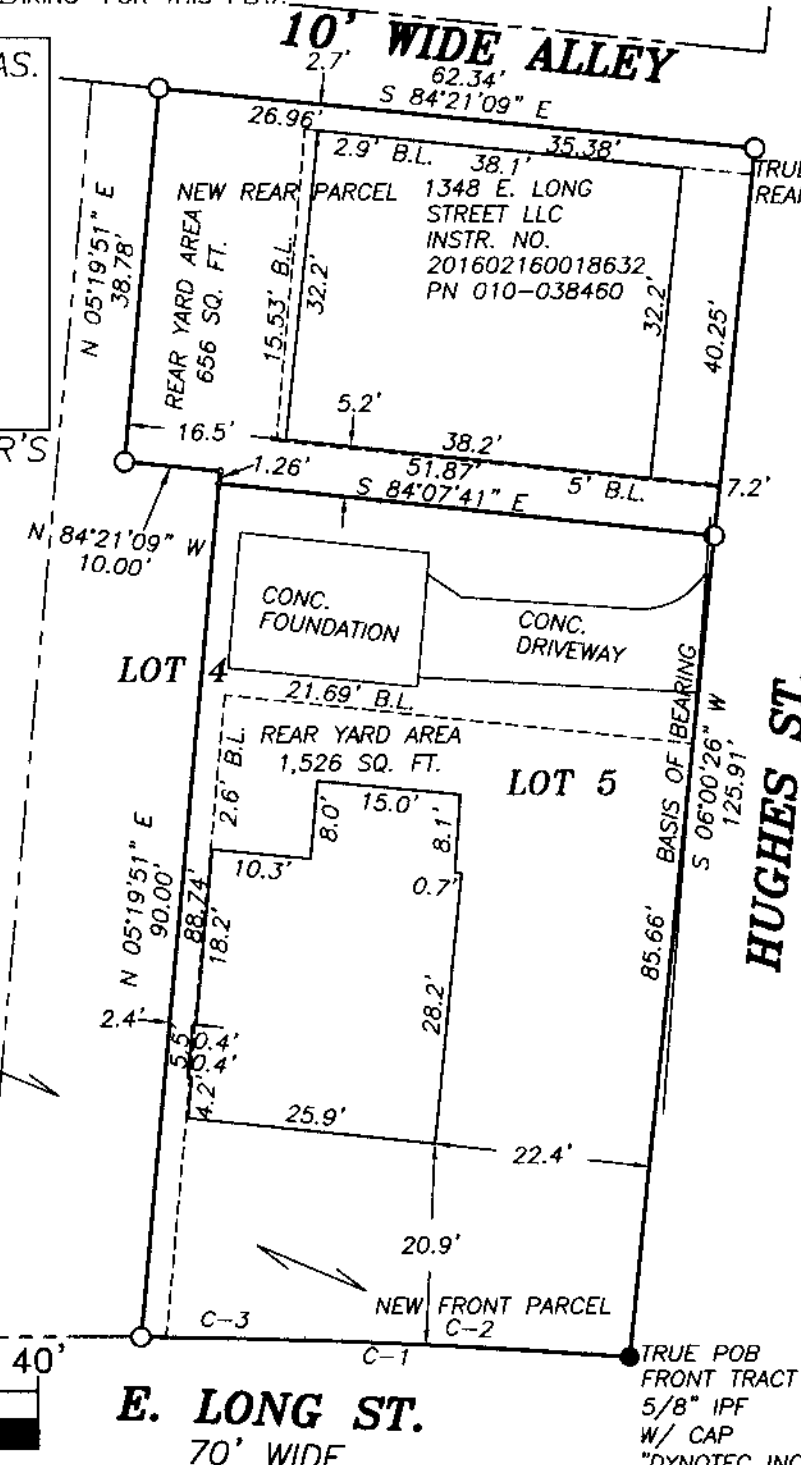 10' WIDE ALLEY
AS.
2.7'
62.34'
S 84°21'09" E
26.96'
35.38'
2.9' B.L.
38.1'
NEW REAR PARCEL
1348 E. LONG
STREET LLC
INSTR. NO.
201602160018632
PN 010-038460
N 05°19'51" E
38.78'
REAR YARD AREA
656 SQ. FT.
15.53' B.L.
32.2'
32.2'
40.25'
R'S
16.5'
5.2'
38.2'
1.26'
51.87'
5' B.L.
7.2'
S 84°07'41" E
N 84°21'09" W
10.00'
CONC.
FOUNDATION
CONC.
DRIVEWAY
LOT 4
21.69' B.L.
REAR YARD AREA
1,526 SQ. FT.
LOT 5
2.6' B.L.
15.0'
8.0'
8.1'
10.3'
0.7'
BASIS OF BEARING
S 06°00'26" W
125.91'
HUGHES ST.
N 05°19'51" E
90.00'
88.74'
18.2'
28.2'
85.66'
2.4'
5.5'
0.4'
0.4'
4.2'
25.9'
22.4'
20.9'
NEW FRONT PARCEL
C-3
C-2
C-1
40'
E. LONG ST.
70' WIDE
TRUE POB
FRONT TRACT
5/8" IPF
W/ CAP